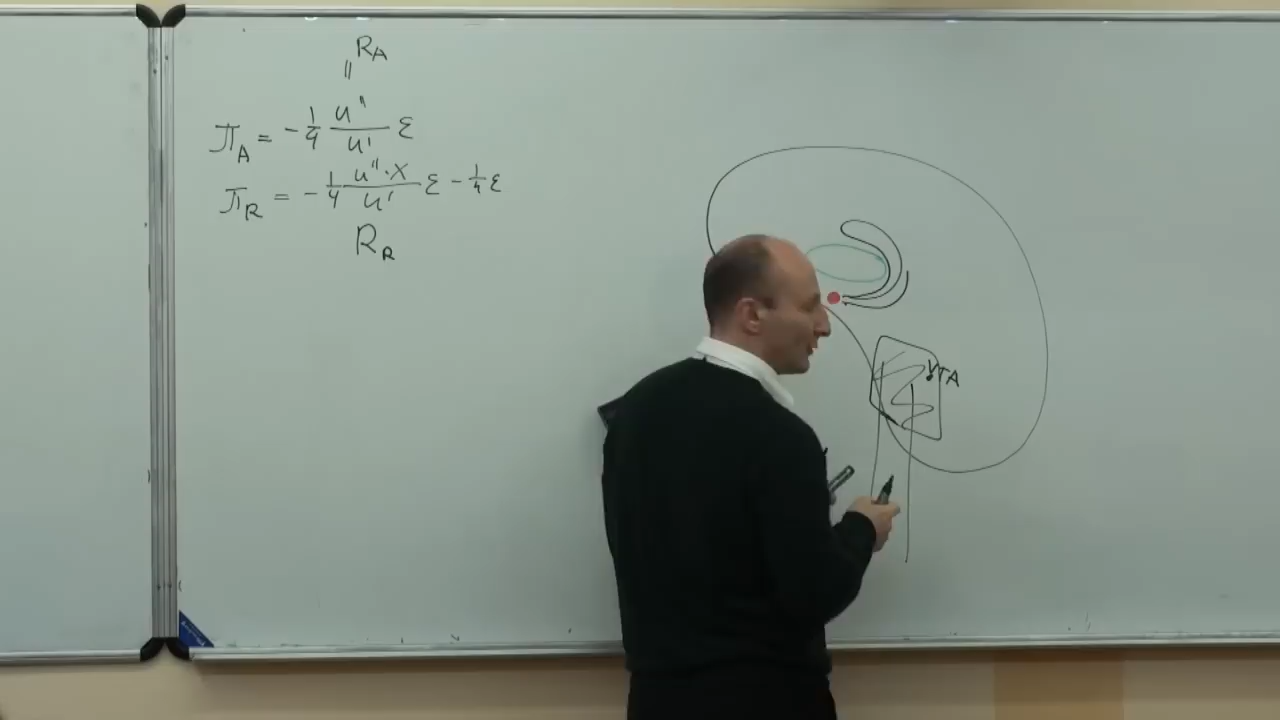 R_A
||
π_A = -1/4 u''/u' ε
π_R = -1/4 u''·x/u' ε - 1/4 ε
R_R
VTA